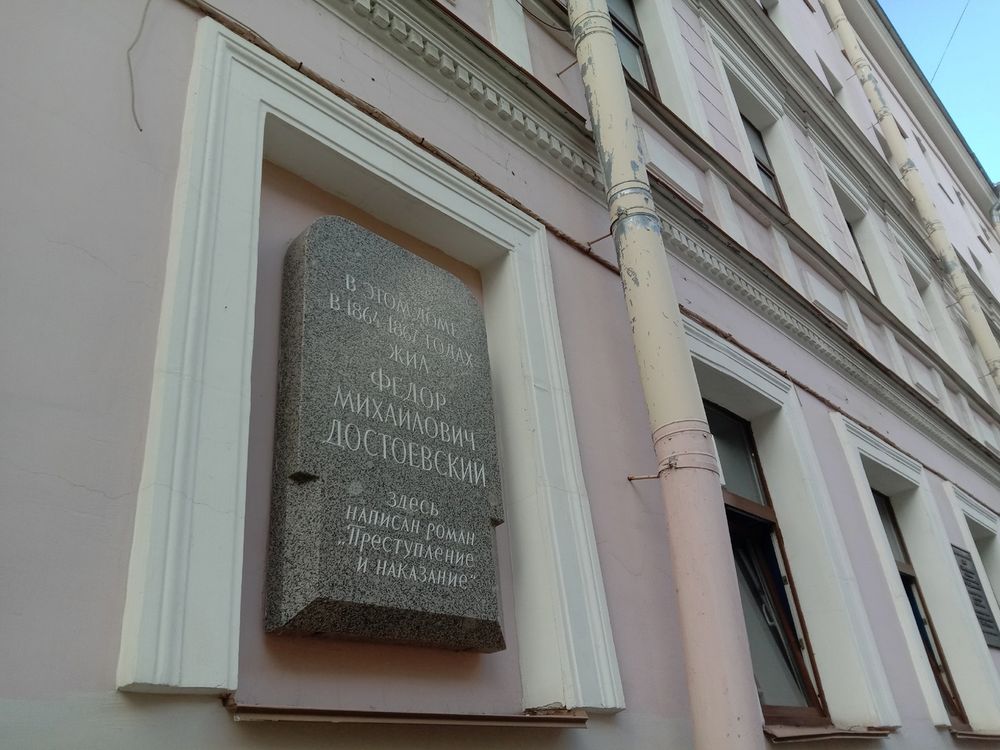 В ЭТОМ ДОМЕ
В 1864-1867 ГОДАХ
ЖИЛ
ФЕДОР
МИХАЙЛОВИЧ
ДОСТОЕВСКИЙ
ЗДЕСЬ
НАПИСАН РОМАН
„Преступление
И НАКАЗАНИЕ"